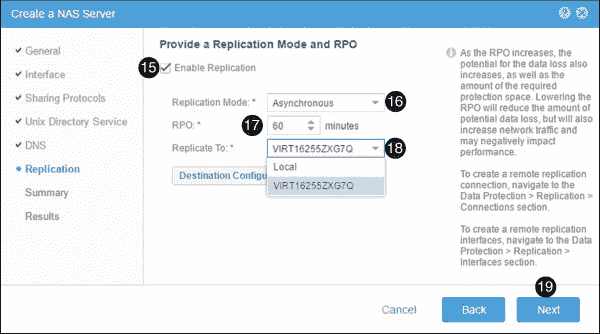 Create a NAS Server
General
Interface
Sharing Protocols
Unix Directory Service
DNS
Replication
Summary
Results
Provide a Replication Mode and RPO
15 Enable Replication
Replication Mode: * Asynchronous 16
RPO: * 17 60 minutes
Replicate To: * VIRT16255ZXG7Q 18
Local
VIRT16255ZXG7Q
Destination Configu
As the RPO increases, the
potential for the data loss also
increases, as well as the
amount of the required
protection space. Lowering the
RPO will reduce the amount of
potential data loss, but will also
increase network traffic and
may negatively impact
performance.
To create a remote replication
connection, navigate to the
Data Protection > Replication >
Connections section.
To create a remote replication
interfaces, navigate to the Data
Protection > Replication >
Interfaces section.
19
Cancel Back Next